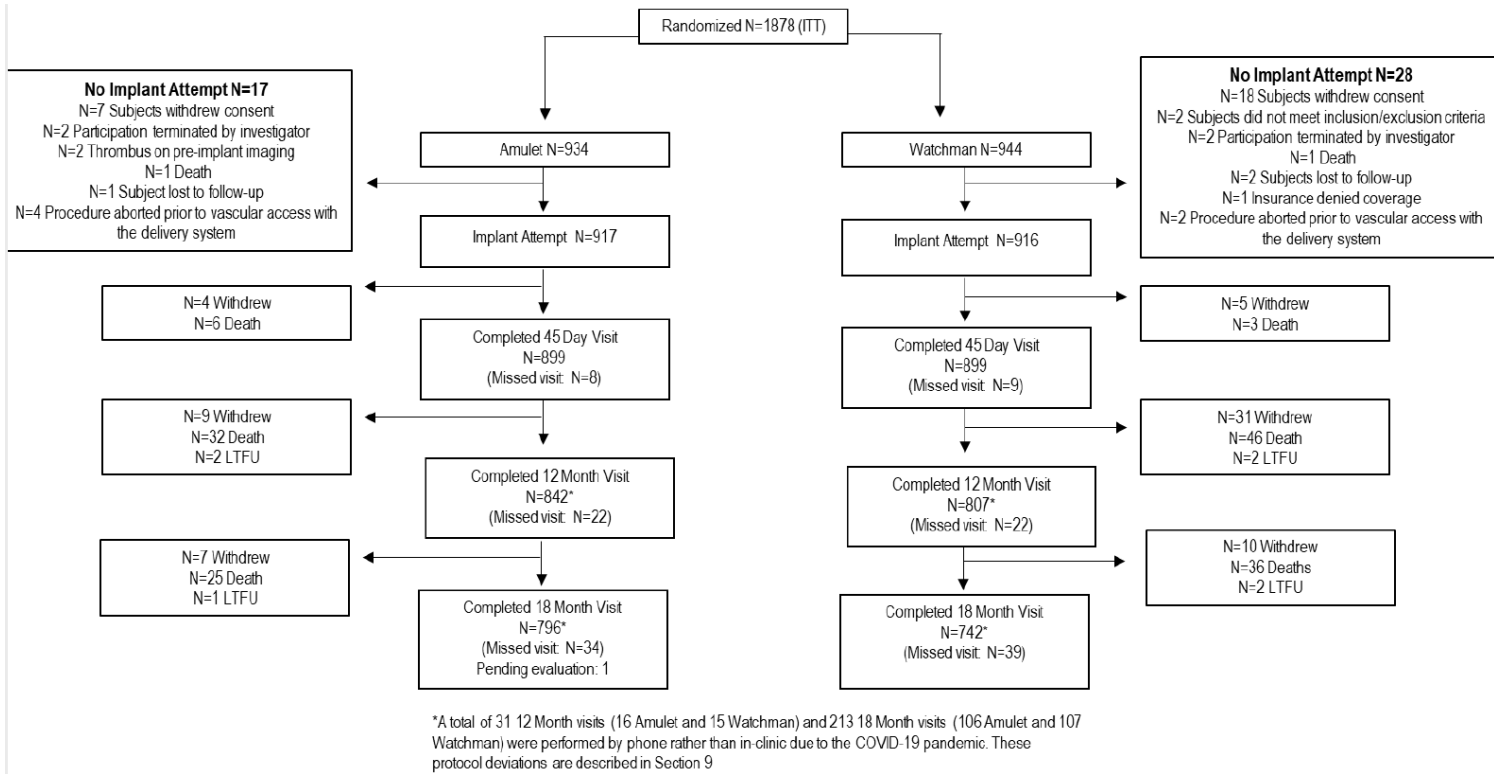 Randomized N=1878 (ITT)
No Implant Attempt N=17
N=7 Subjects withdrew consent
N=2 Participation terminated by investigator
N=2 Thrombus on pre-implant imaging
N=1 Death
N=1 Subject lost to follow-up
N=4 Procedure aborted prior to vascular access with
the delivery system
No Implant Attempt N=28
N=18 Subjects withdrew consent
N=2 Subjects did not meet inclusion/exclusion criteria
N=2 Participation terminated by investigator
N=1 Death
N=2 Subjects lost to follow-up
N=1 Insurance denied coverage
N=2 Procedure aborted prior to vascular access with
the delivery system
Amulet N=934
Watchman N=944
Implant Attempt N=917
Implant Attempt N=916
N=4 Withdrew
N=6 Death
N=5 Withdrew
N=3 Death
Completed 45 Day Visit
N=899
(Missed visit: N=8)
Completed 45 Day Visit
N=899
(Missed visit: N=9)
N=9 Withdrew
N=32 Death
N=2 LTFU
N=31 Withdrew
N=46 Death
N=2 LTFU
Completed 12 Month Visit
N=842*
(Missed visit: N=22)
Completed 12 Month Visit
N=807*
(Missed visit: N=22)
N=7 Withdrew
N=25 Death
N=1 LTFU
N=10 Withdrew
N=36 Deaths
N=2 LTFU
Completed 18 Month Visit
N=796*
(Missed visit: N=34)
Pending evaluation: 1
Completed 18 Month Visit
N=742*
(Missed visit: N=39)
*A total of 31 12 Month visits (16 Amulet and 15 Watchman) and 213 18 Month visits (106 Amulet and 107
Watchman) were performed by phone rather than in-clinic due to the COVID-19 pandemic. These
protocol deviations are described in Section 9